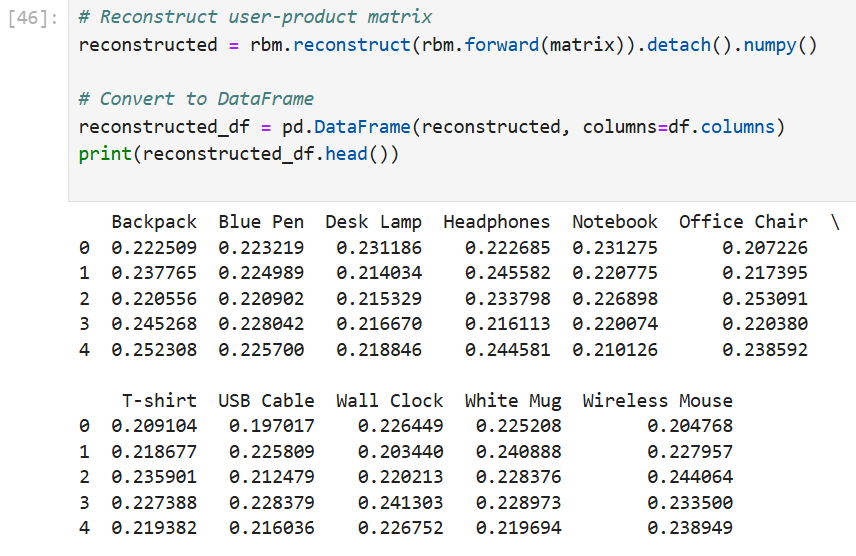 [46]: # Reconstruct user-product matrix
reconstructed = rbm.reconstruct(rbm.forward(matrix)).detach().numpy()
# Convert to DataFrame
reconstructed_df = pd.DataFrame(reconstructed, columns=df.columns)
print(reconstructed_df.head())
Backpack Blue Pen Desk Lamp Headphones Notebook Office Chair \
0 0.222509 0.223219 0.231186 0.222685 0.231275 0.207226
1 0.237765 0.224989 0.214034 0.245582 0.220775 0.217395
2 0.220556 0.220902 0.215329 0.233798 0.226898 0.253091
3 0.245268 0.228042 0.216670 0.216113 0.220074 0.220380
4 0.252308 0.225700 0.218846 0.244581 0.210126 0.238592
T-shirt USB Cable Wall Clock White Mug Wireless Mouse
0 0.209104 0.197017 0.226449 0.225208 0.204768
1 0.218677 0.225809 0.203440 0.240888 0.227957
2 0.235901 0.212479 0.220213 0.228376 0.244064
3 0.227388 0.228379 0.241303 0.228973 0.233500
4 0.219382 0.216036 0.226752 0.219694 0.238949